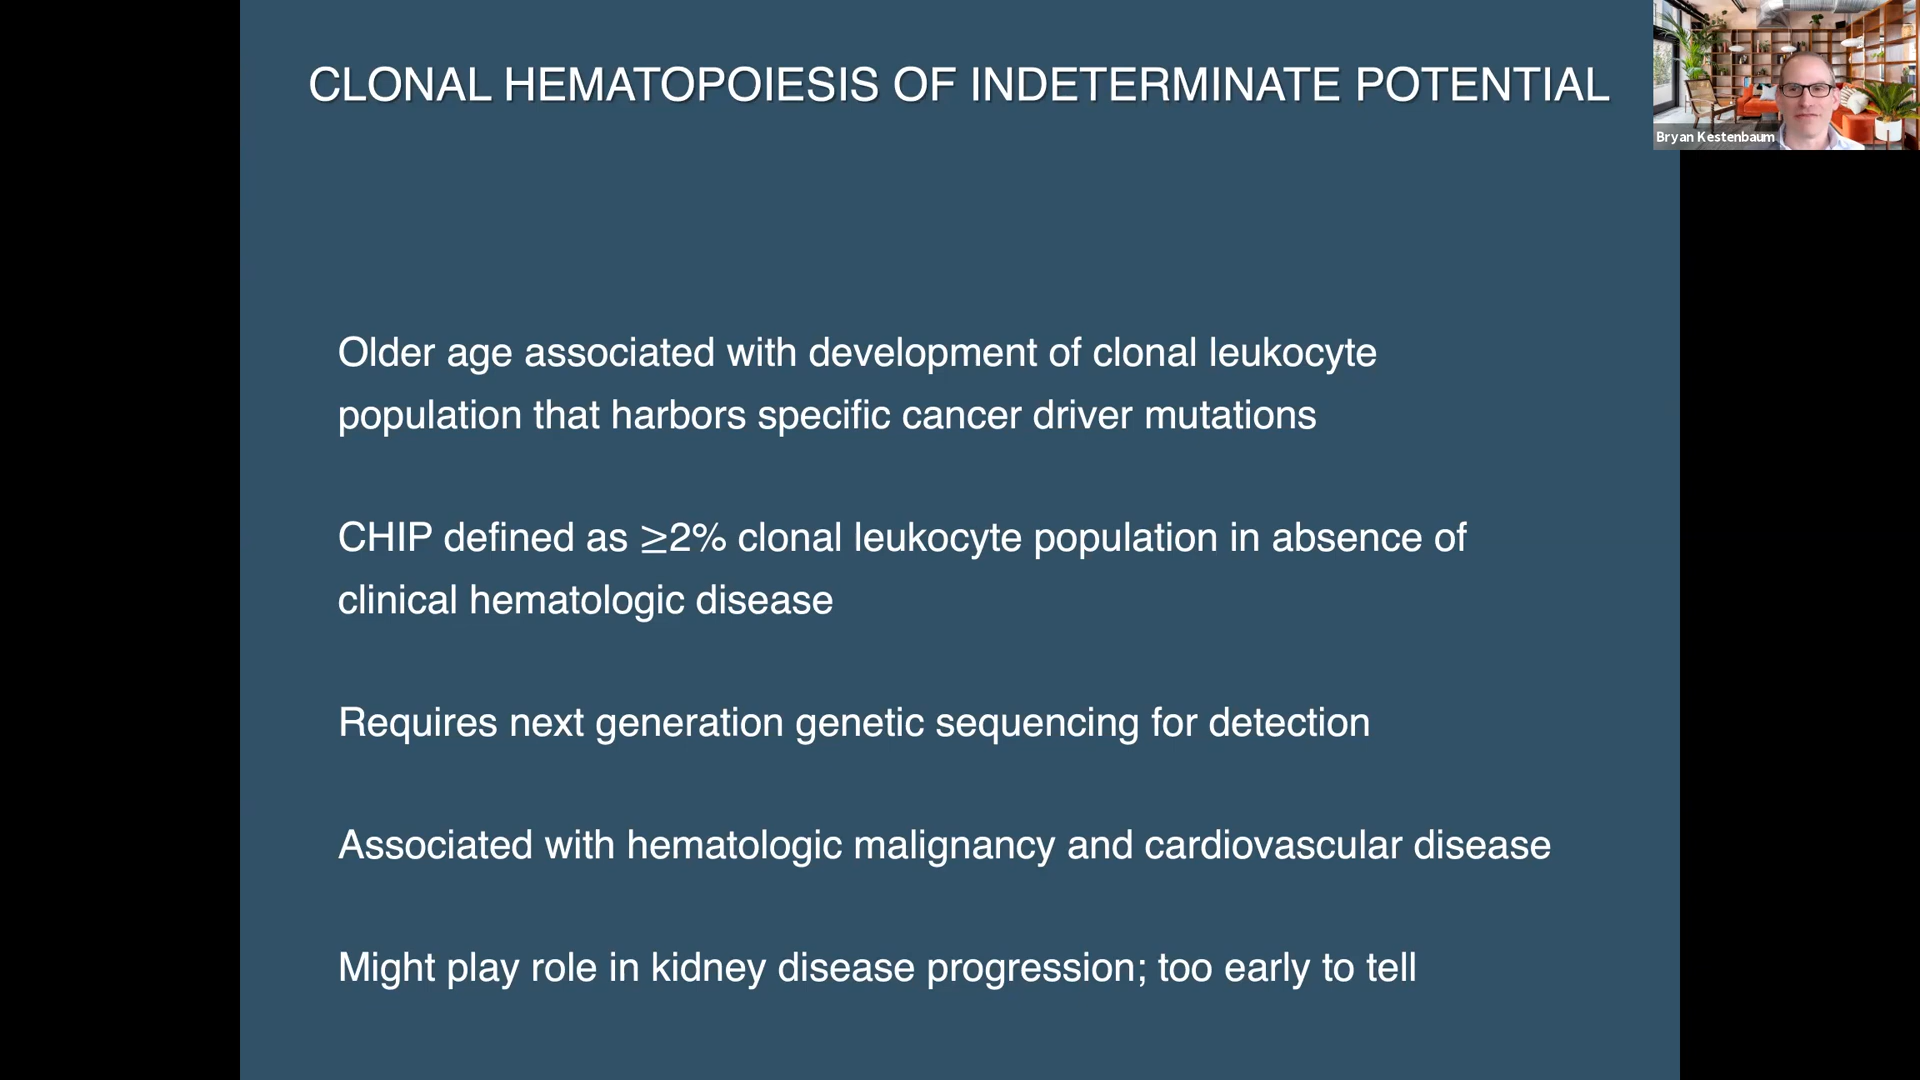 CLONAL HEMATOPOIESIS OF INDETERMINATE POTENTIAL
Bryan Kestenbaum
Older age associated with development of clonal leukocyte
population that harbors specific cancer driver mutations
CHIP defined as ≥2% clonal leukocyte population in absence of
clinical hematologic disease
Requires next generation genetic sequencing for detection
Associated with hematologic malignancy and cardiovascular disease
Might play role in kidney disease progression; too early to tell